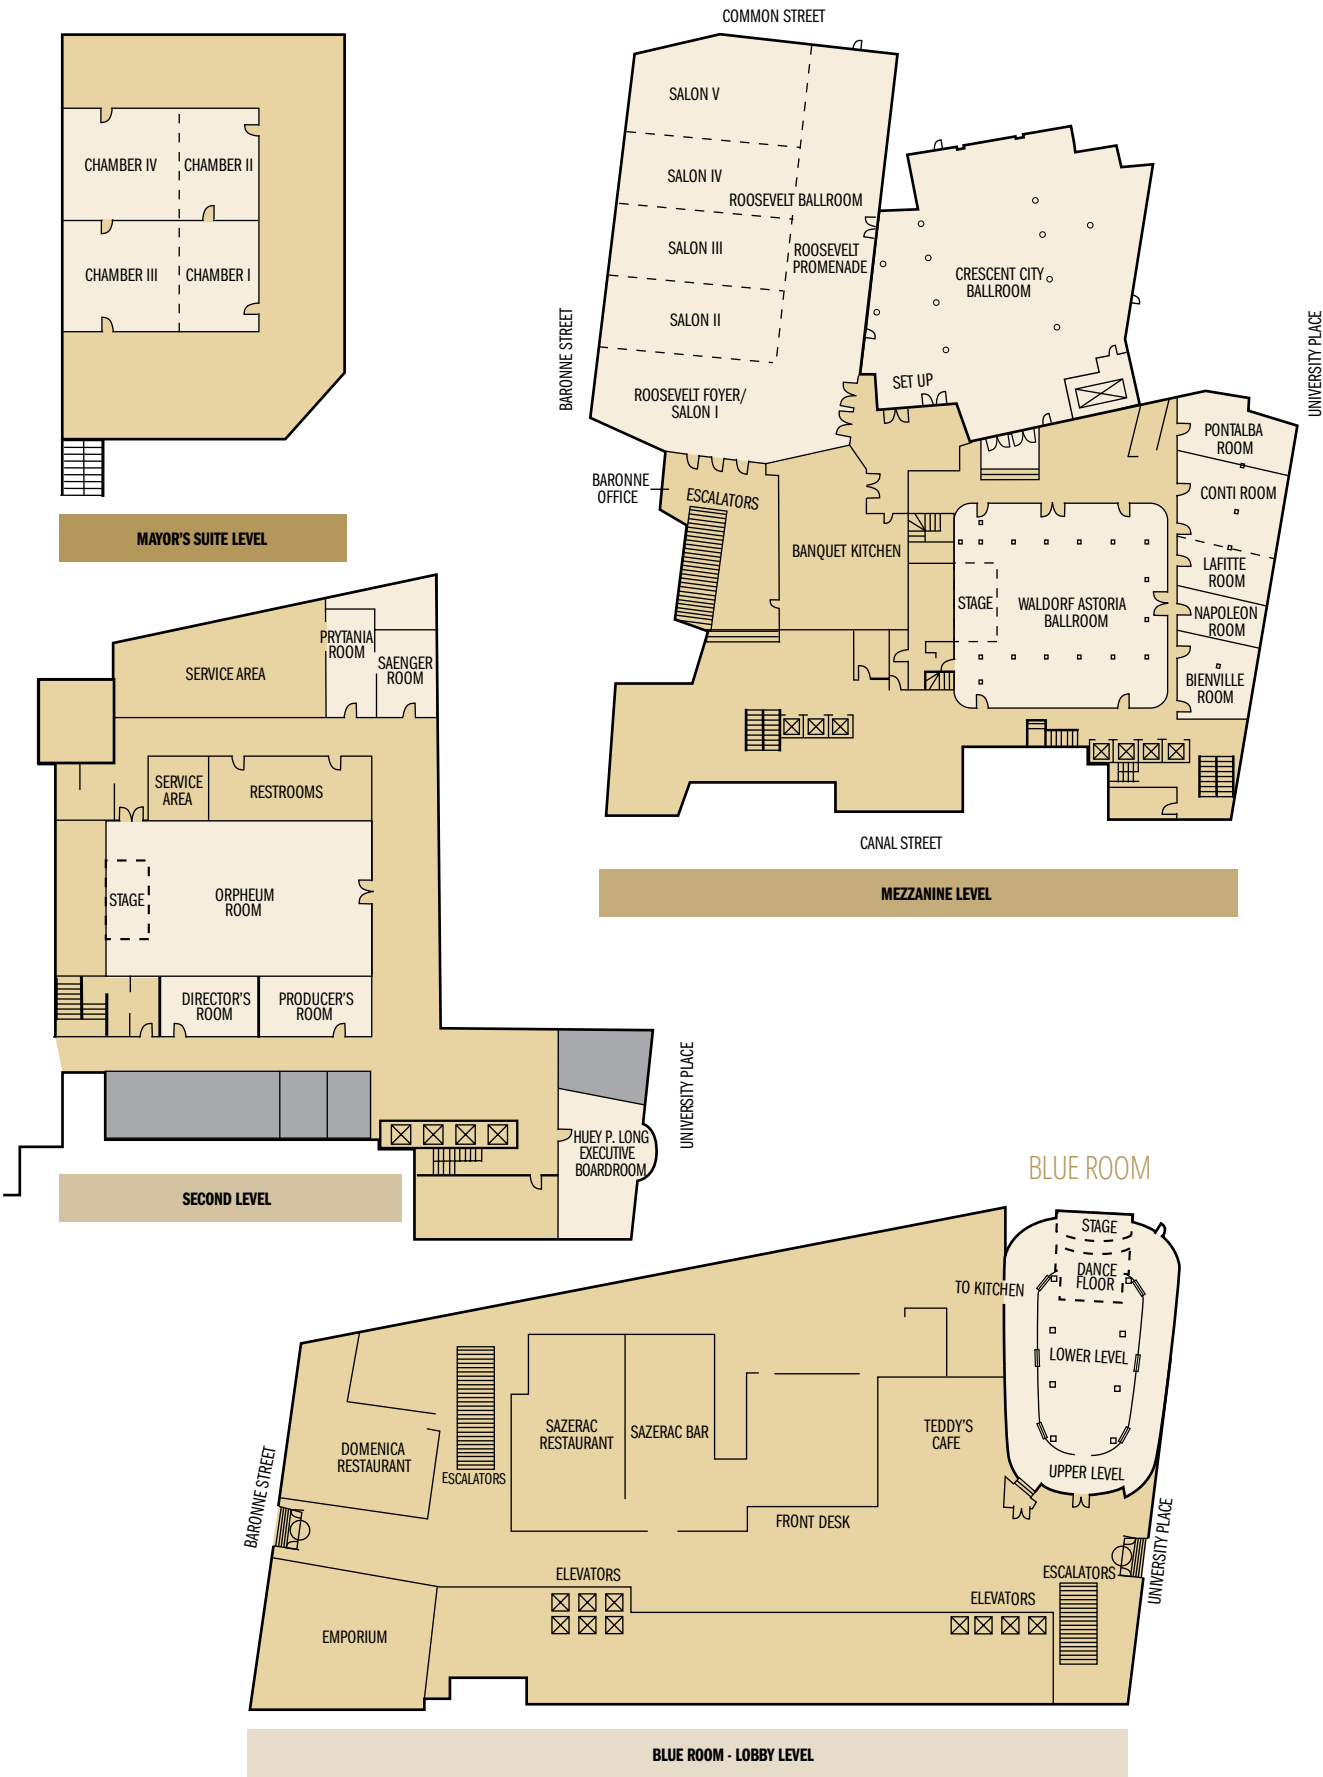 COMMON STREET
CHAMBER IV
CHAMBER II
CHAMBER III
CHAMBER I
MAYOR'S SUITE LEVEL
SALON V
SALON IV
ROOSEVELT BALLROOM
SALON III
ROOSEVELT
PROMENADE
SALON II
ROOSEVELT FOYER/
SALON I
CRESCENT CITY
BALLROOM
SET UP
BARONNE STREET
UNIVERSITY PLACE
BARONNE
OFFICE
ESCALATORS
BANQUET KITCHEN
STAGE
WALDORF ASTORIA
BALLROOM
PONTALBA
ROOM
CONTI ROOM
LAFITTE
ROOM
NAPOLEON
ROOM
BIENVILLE
ROOM
CANAL STREET
MEZZANINE LEVEL
SERVICE AREA
PRYTANIA
ROOM
SAENGER
ROOM
SERVICE
AREA
RESTROOMS
STAGE
ORPHEUM
ROOM
DIRECTOR'S
ROOM
PRODUCER'S
ROOM
UNIVERSITY PLACE
HUEY P. LONG
EXECUTIVE
BOARDROOM
SECOND LEVEL
BLUE ROOM
STAGE
DANCE
FLOOR
TO KITCHEN
LOWER LEVEL
UPPER LEVEL
DOMENICA
RESTAURANT
ESCALATORS
SAZERAC
RESTAURANT
SAZERAC BAR
TEDDY'S
CAFE
FRONT DESK
BARONNE STREET
UNIVERSITY PLACE
ELEVATORS
ESCALATORS
ELEVATORS
EMPORIUM
BLUE ROOM - LOBBY LEVEL